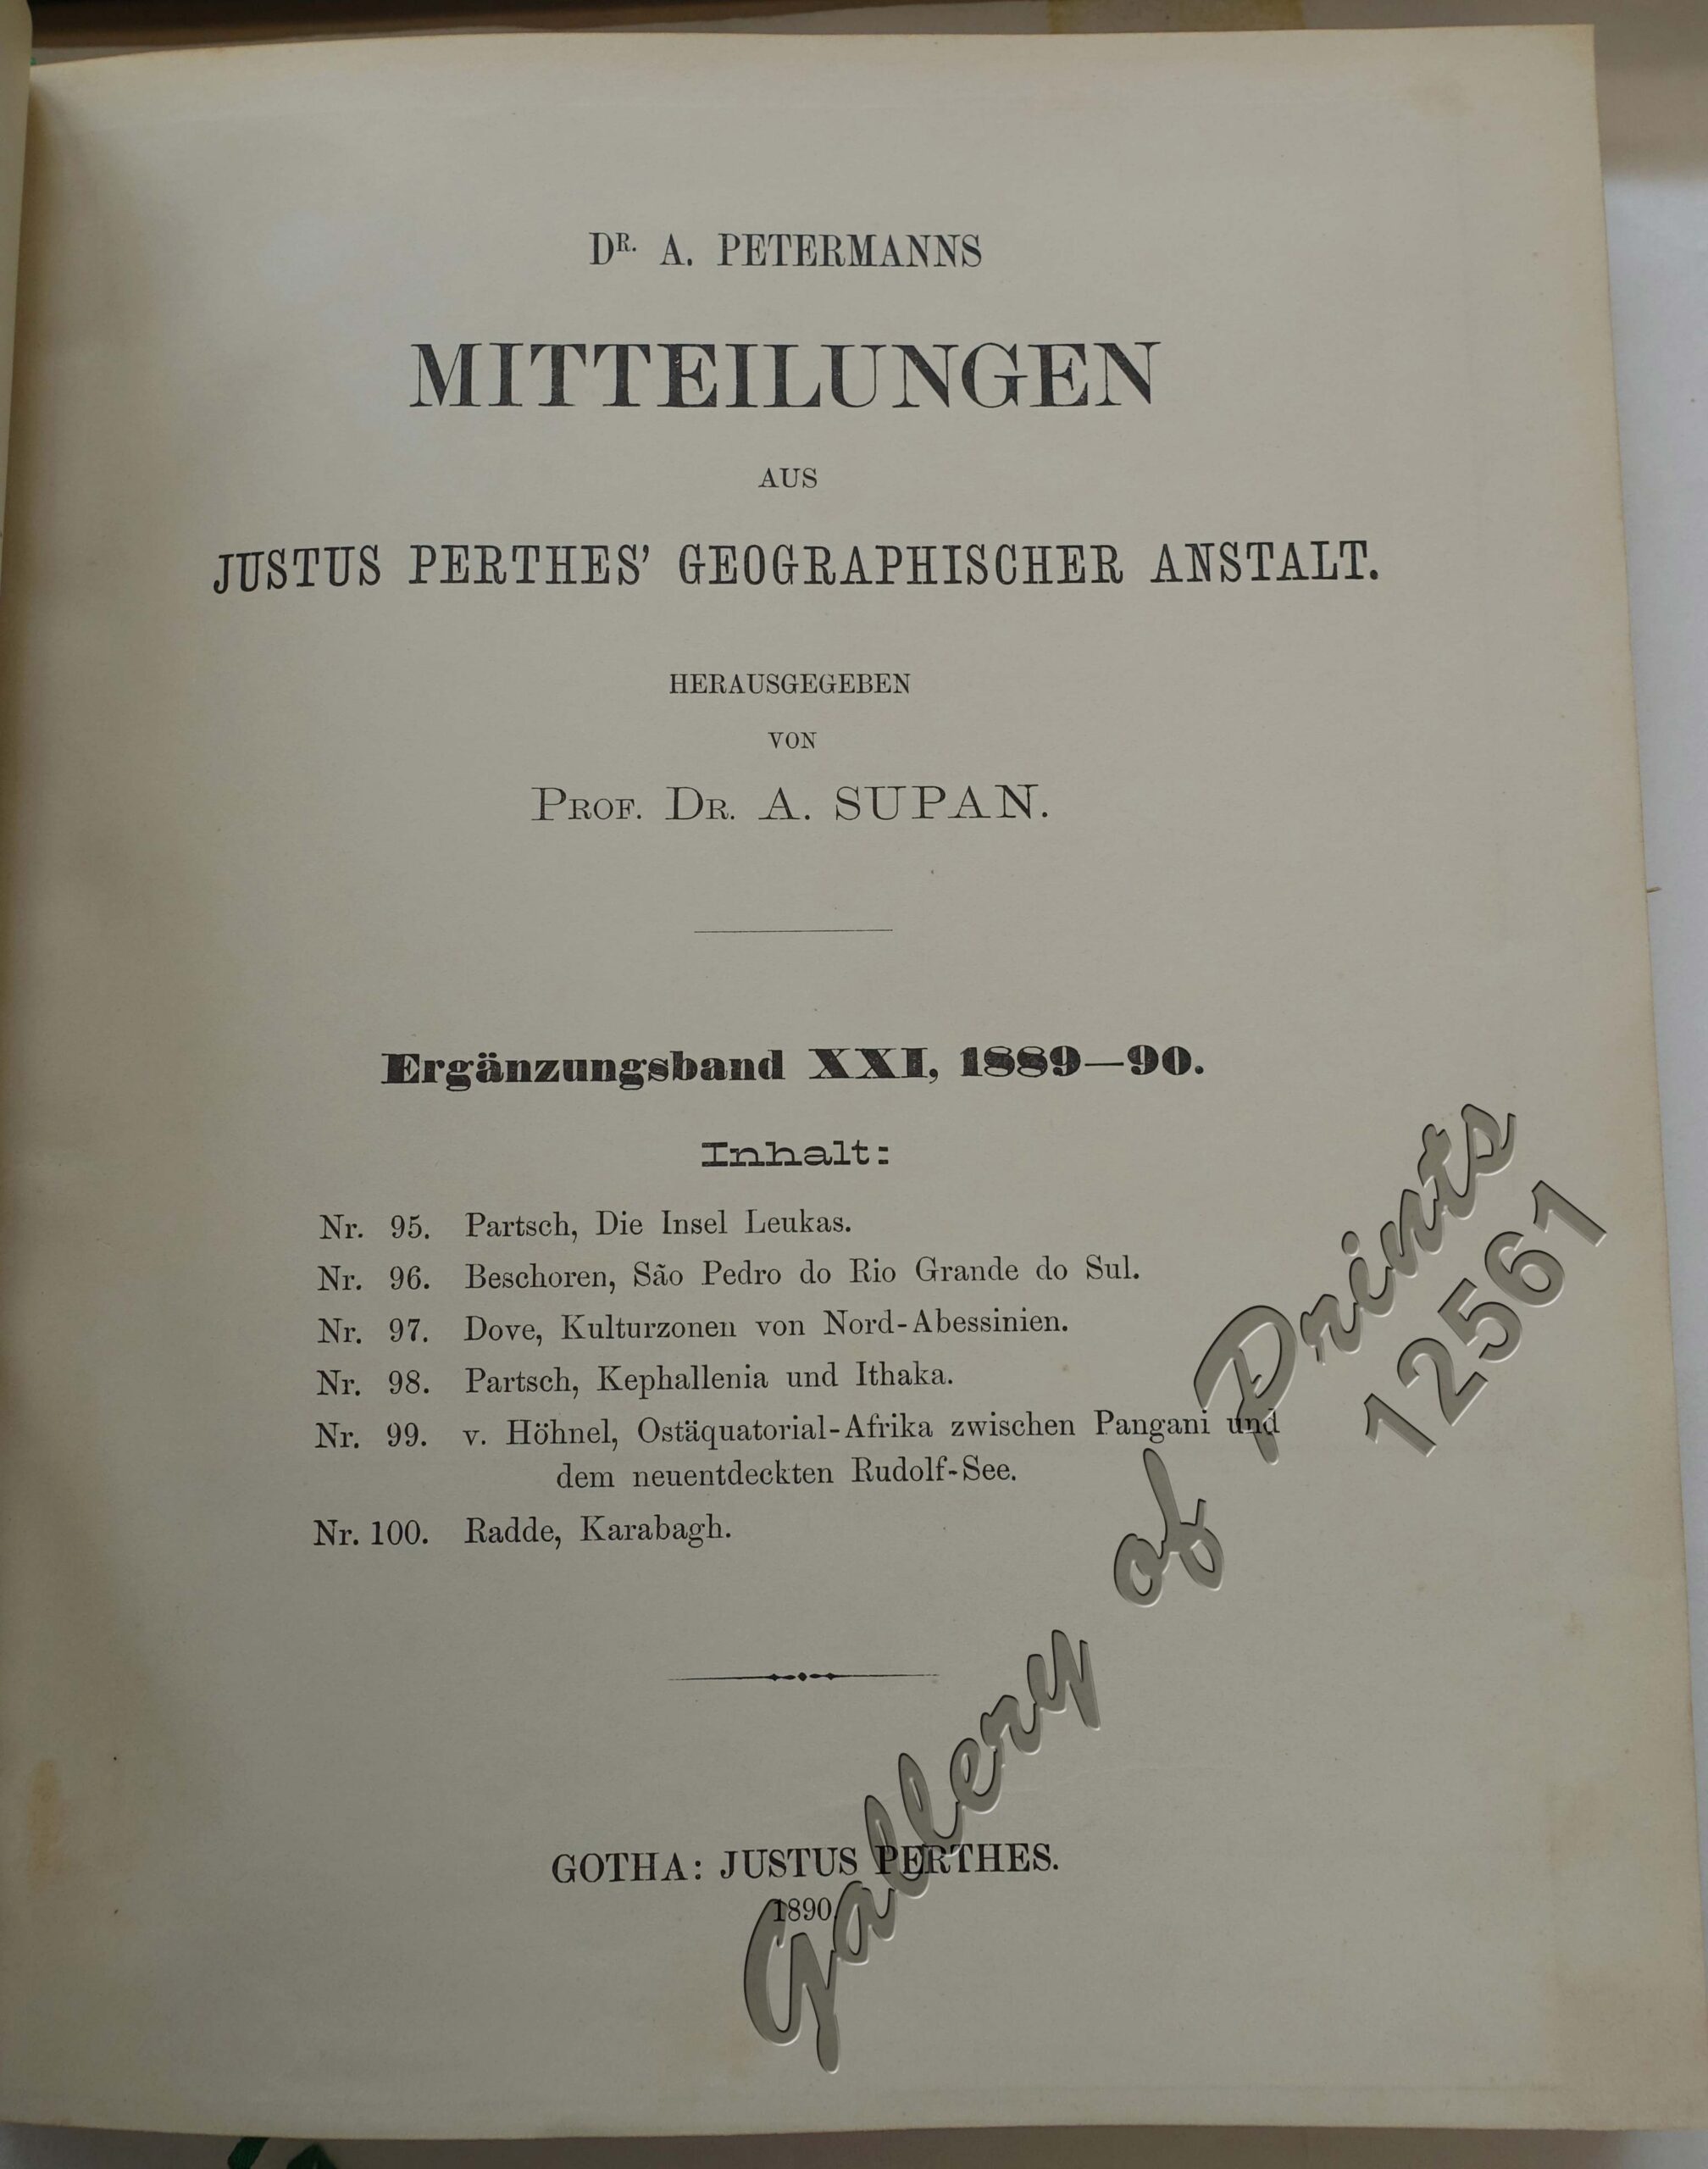 DR. A. PETERMANNS
MITTEILUNGEN
AUS
JUSTUS PERTHES' GEOGRAPHISCHER ANSTALT.
HERAUSGEGEBEN
VON
PROF. DR. A. SUPAN.
Ergänzungsband XXI, 1889—90.
Inhalt:
Nr. 95. Partsch, Die Insel Leukas.
Nr. 96. Beschoren, São Pedro do Rio Grande do Sul.
Nr. 97. Dove, Kulturzonen von Nord-Abessinien.
Nr. 98. Partsch, Kephallenia und Ithaka.
Nr. 99. v. Höhnel, Ostäquatorial-Afrika zwischen Pangani und
dem neuentdeckten Rudolf-See.
Nr. 100. Radde, Karabagh.
GOTHA: JUSTUS PERTHES.
1890
Gallery of Prints
12561